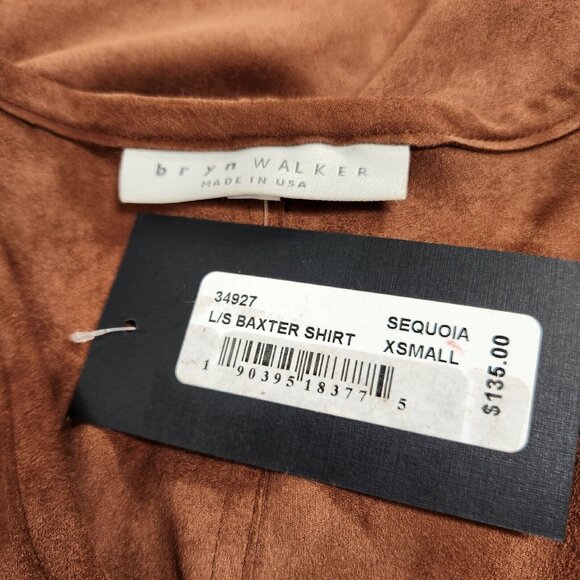 bryn WALKER
MADE IN USA
34927 SEQUOIA
L/S BAXTER SHIRT XSMALL
1 90395 18377 5
$135.00